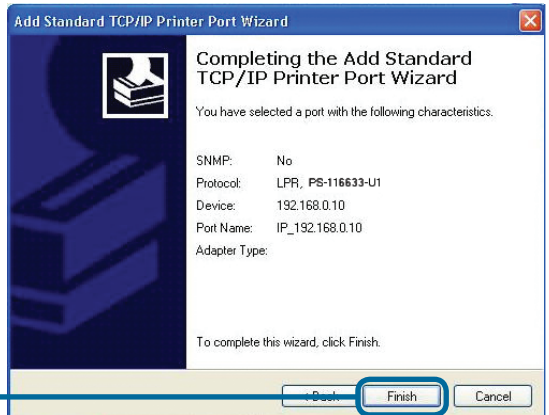 Add Standard TCP/IP Printer Port Wizard
Completing the Add Standard
TCP/IP Printer Port Wizard
You have selected a port with the following characteristics.
SNMP: No
Protocol: LPR, PS-116633-U1
Device: 192.168.0.10
Port Name: IP_192.168.0.10
Adapter Type:
To complete this wizard, click Finish.
< Back Finish Cancel